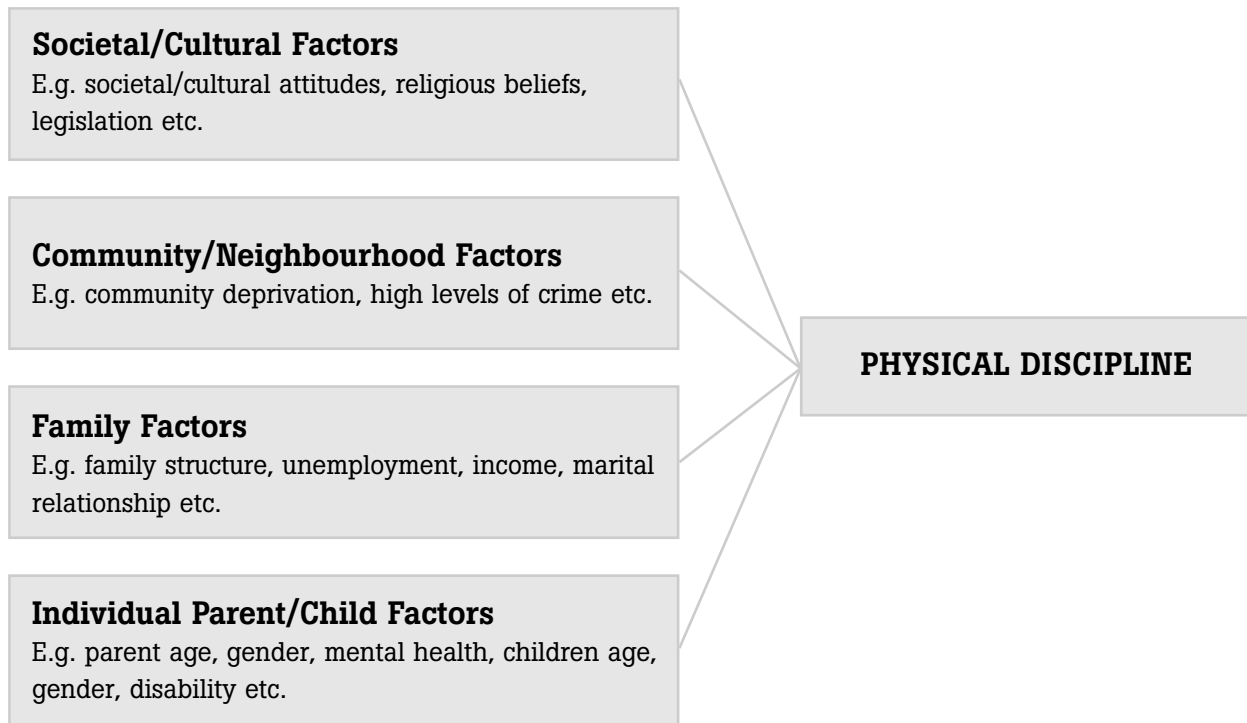 Societal/Cultural Factors
E.g. societal/cultural attitudes, religious beliefs,
legislation etc.
Community/Neighbourhood Factors
E.g. community deprivation, high levels of crime etc.
PHYSICAL DISCIPLINE
Family Factors
E.g. family structure, unemployment, income, marital
relationship etc.
Individual Parent/Child Factors
E.g. parent age, gender, mental health, children age,
gender, disability etc.